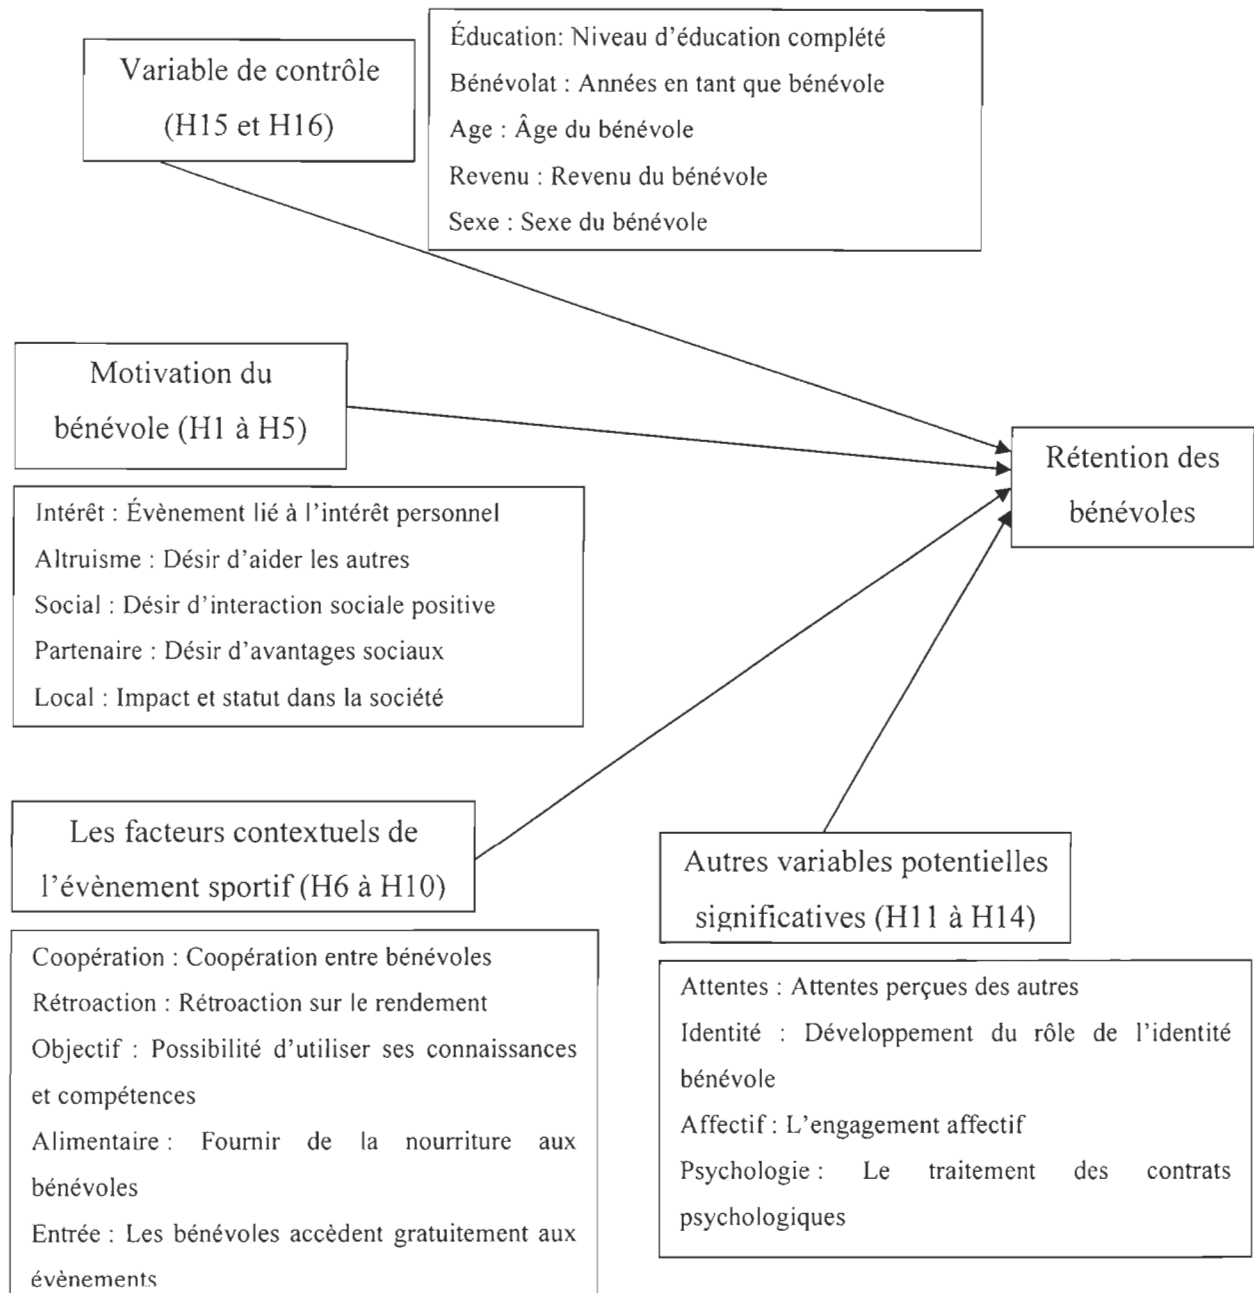 Variable de contrôle
(H15 et H16)
Éducation: Niveau d'éducation complété
Bénévolat : Années en tant que bénévole
Age : Âge du bénévole
Revenu : Revenu du bénévole
Sexe : Sexe du bénévole
Motivation du
bénévole (H1 à H5)
Intérêt : Évènement lié à l'intérêt personnel
Altruisme : Désir d'aider les autres
Social : Désir d'interaction sociale positive
Partenaire : Désir d'avantages sociaux
Local : Impact et statut dans la société
Rétention des
bénévoles
Les facteurs contextuels de
l'évènement sportif (H6 à H10)
Coopération : Coopération entre bénévoles
Rétroaction : Rétroaction sur le rendement
Objectif : Possibilité d'utiliser ses connaissances
et compétences
Alimentaire : Fournir de la nourriture aux
bénévoles
Entrée : Les bénévoles accèdent gratuitement aux
évènements
Autres variables potentielles
significatives (H11 à H14)
Attentes : Attentes perçues des autres
Identité : Développement du rôle de l'identité
bénévole
Affectif : L'engagement affectif
Psychologie : Le traitement des contrats
psychologiques